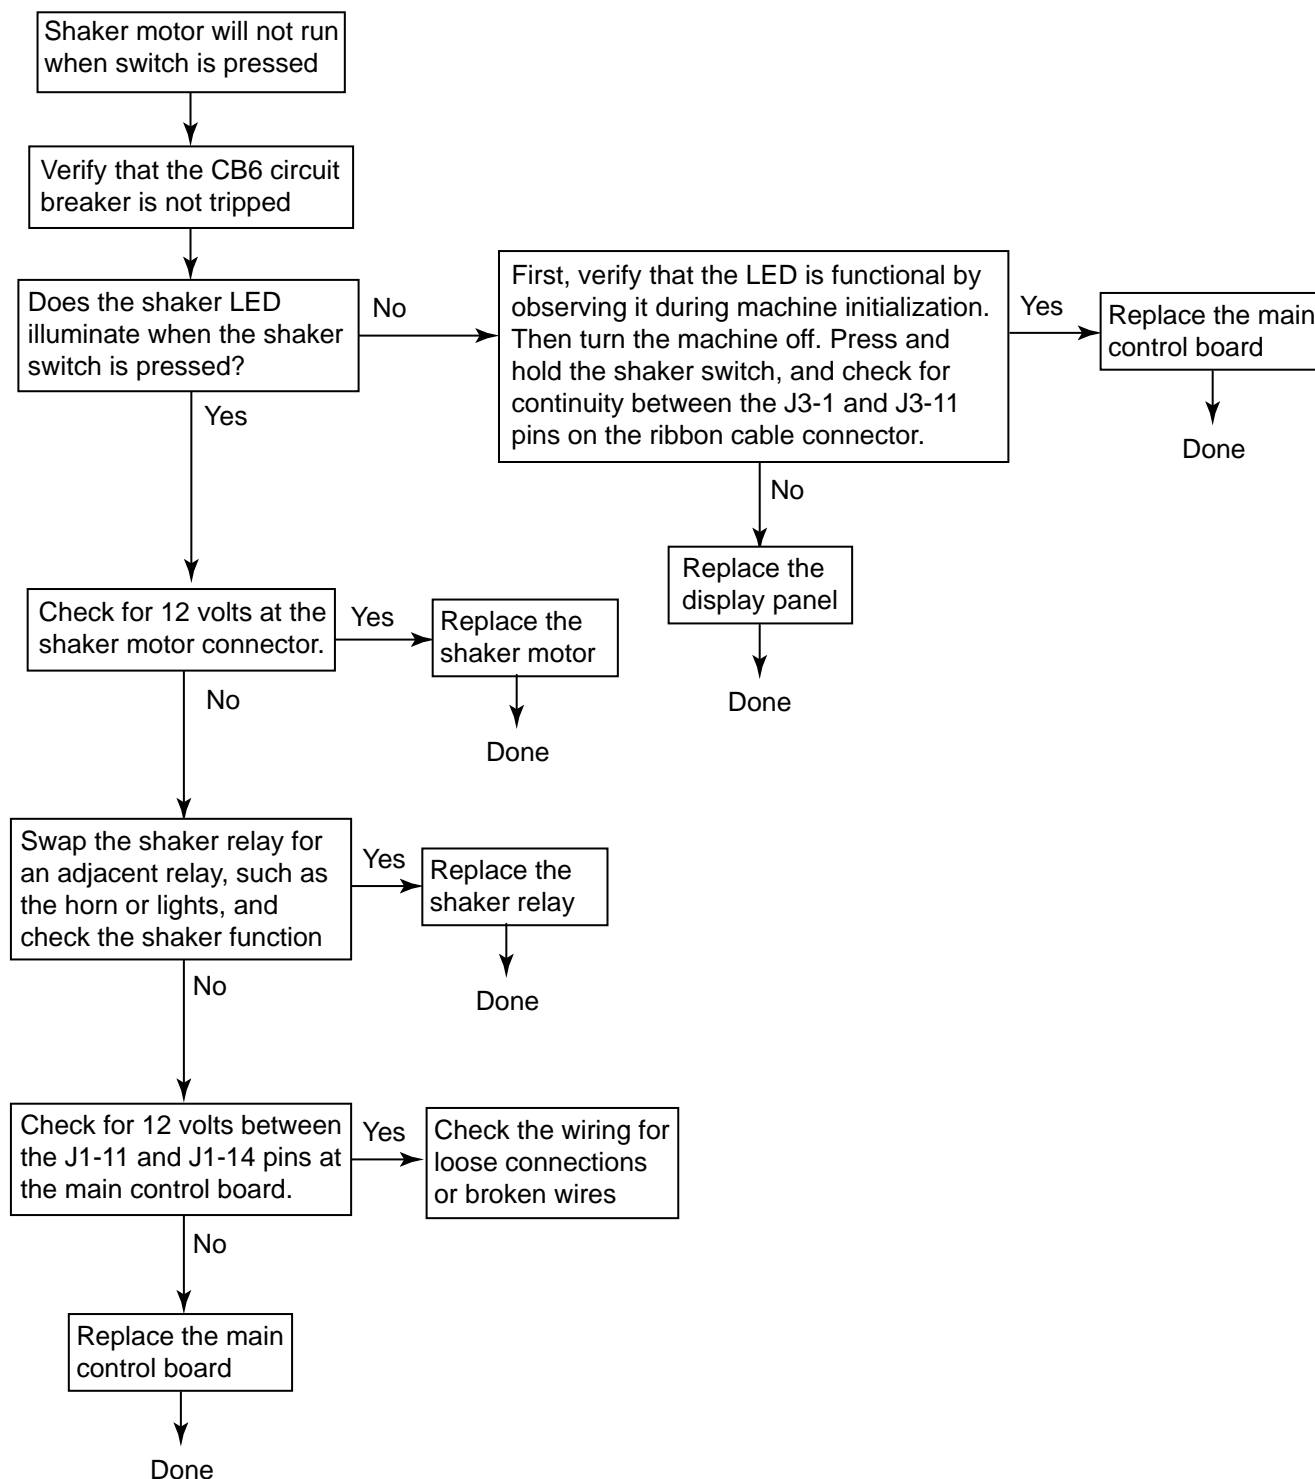 Shaker motor will not run
when switch is pressed
Verify that the CB6 circuit
breaker is not tripped
Does the shaker LED
illuminate when the shaker
switch is pressed?
No
First, verify that the LED is functional by
observing it during machine initialization.
Then turn the machine off. Press and
hold the shaker switch, and check for
continuity between the J3-1 and J3-11
pins on the ribbon cable connector.
Yes
Replace the main
control board
Done
No
Replace the
display panel
Done
Yes
Check for 12 volts at the
shaker motor connector.
Yes
Replace the
shaker motor
Done
No
Swap the shaker relay for
an adjacent relay, such as
the horn or lights, and
check the shaker function
Yes
Replace the
shaker relay
Done
No
Check for 12 volts between
the J1-11 and J1-14 pins at
the main control board.
Yes
Check the wiring for
loose connections
or broken wires
No
Replace the main
control board
Done